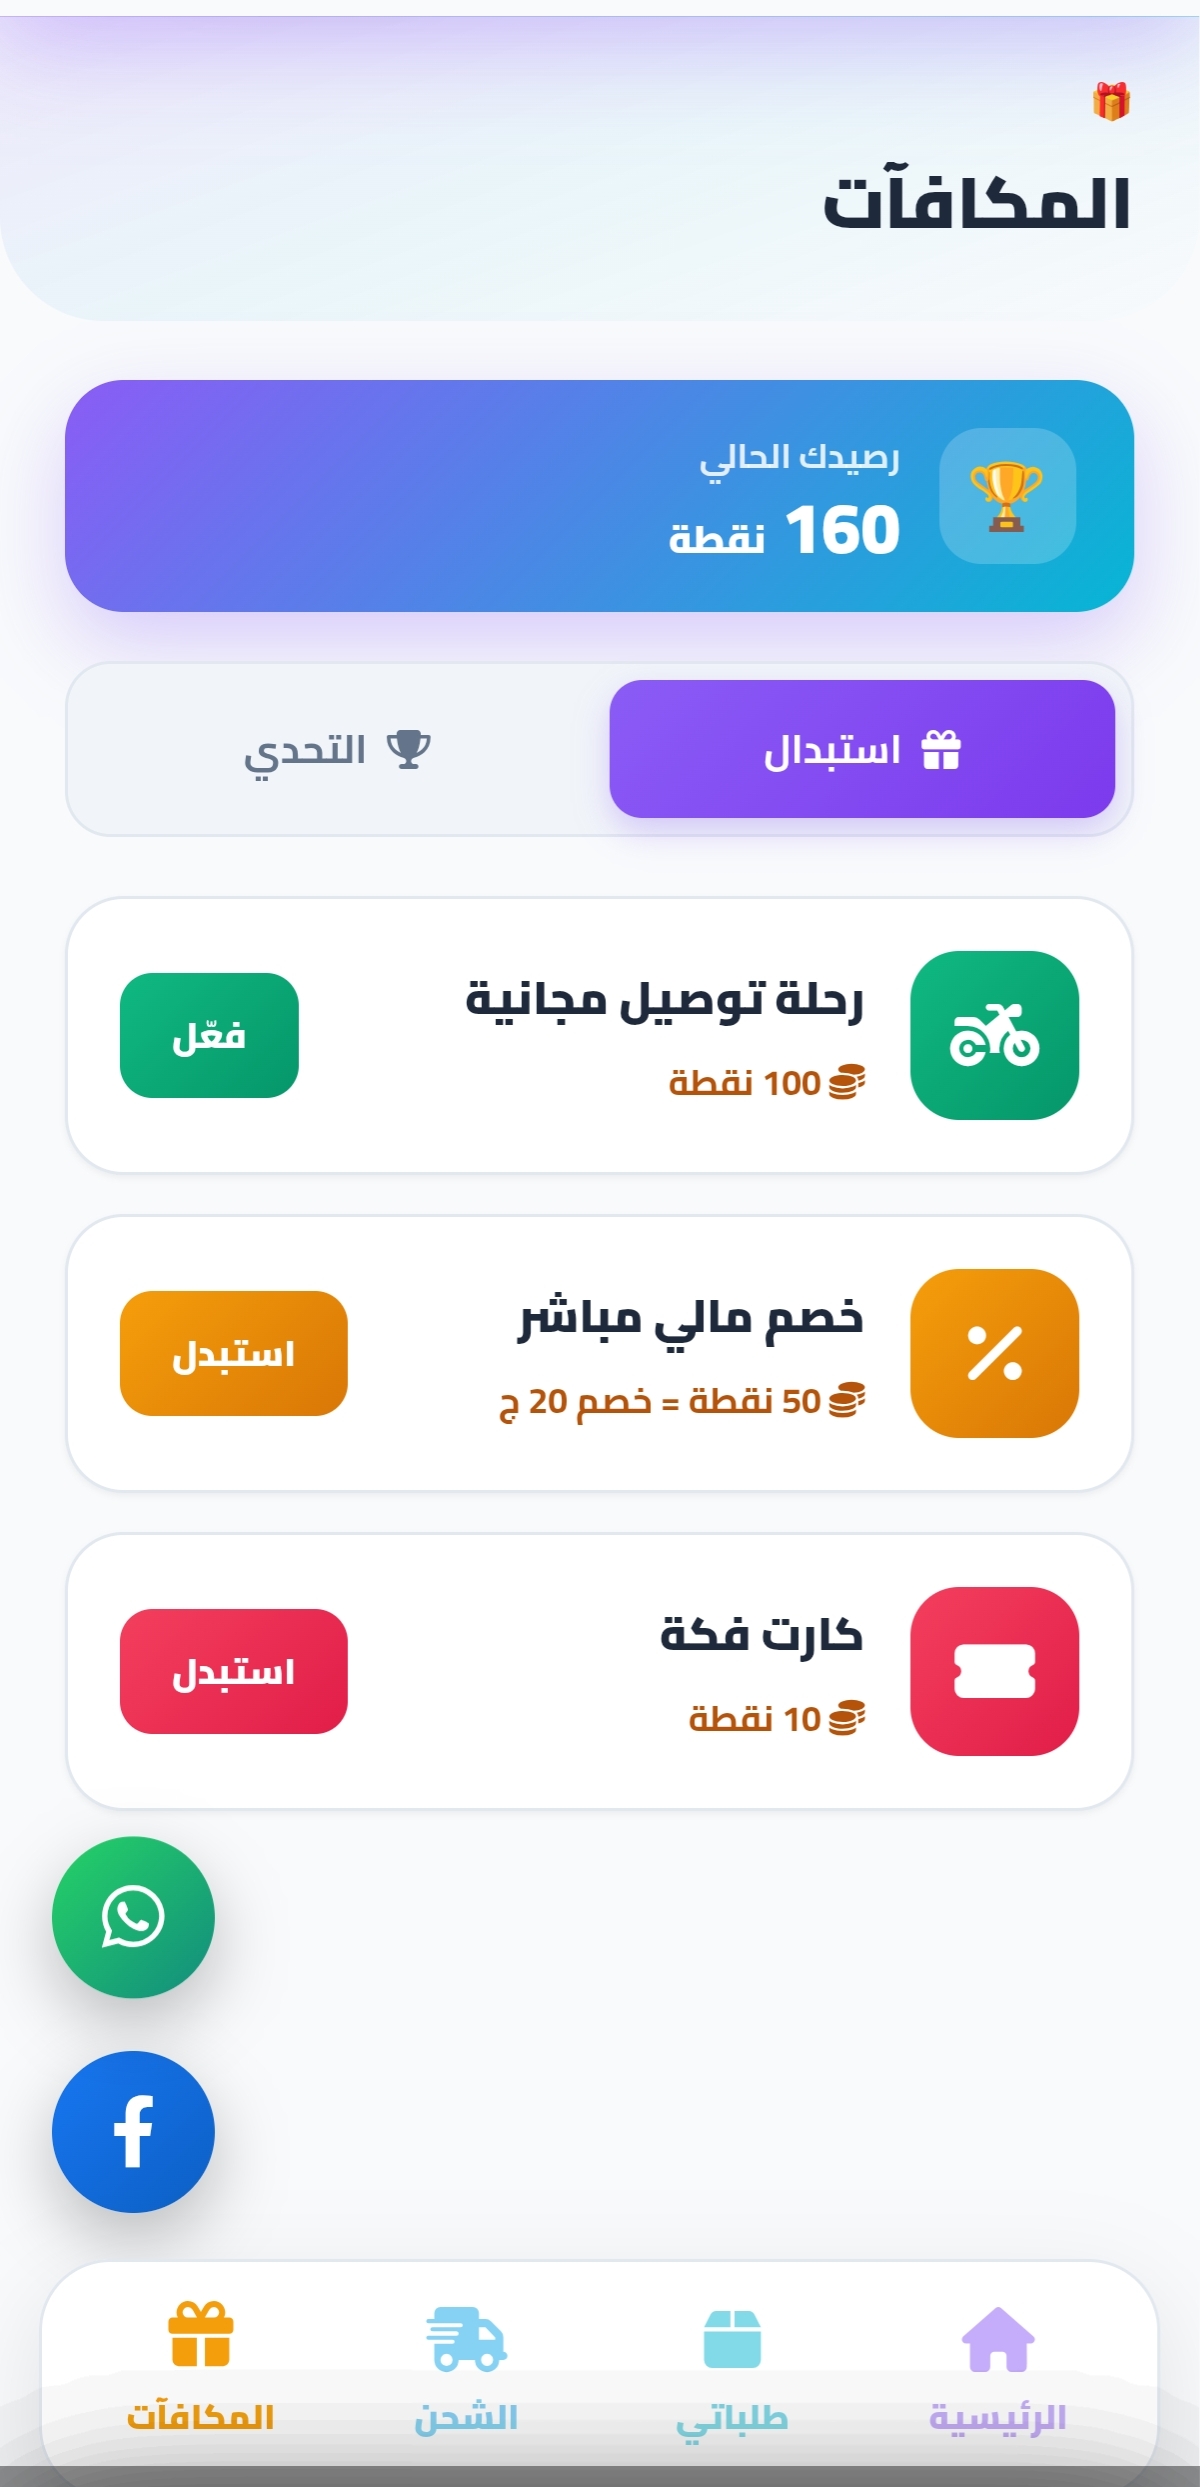 المكافآت
رصيدك الحالي
160 نقطة
استبدال
التحدي
رحلة توصيل مجانية
100 نقطة
فعّل
خصم مالي مباشر
50 نقطة = خصم 20 ج
استبدل
كارت فكة
10 نقطة
استبدل
الرئيسية
طلباتي
الشحن
المكافآت